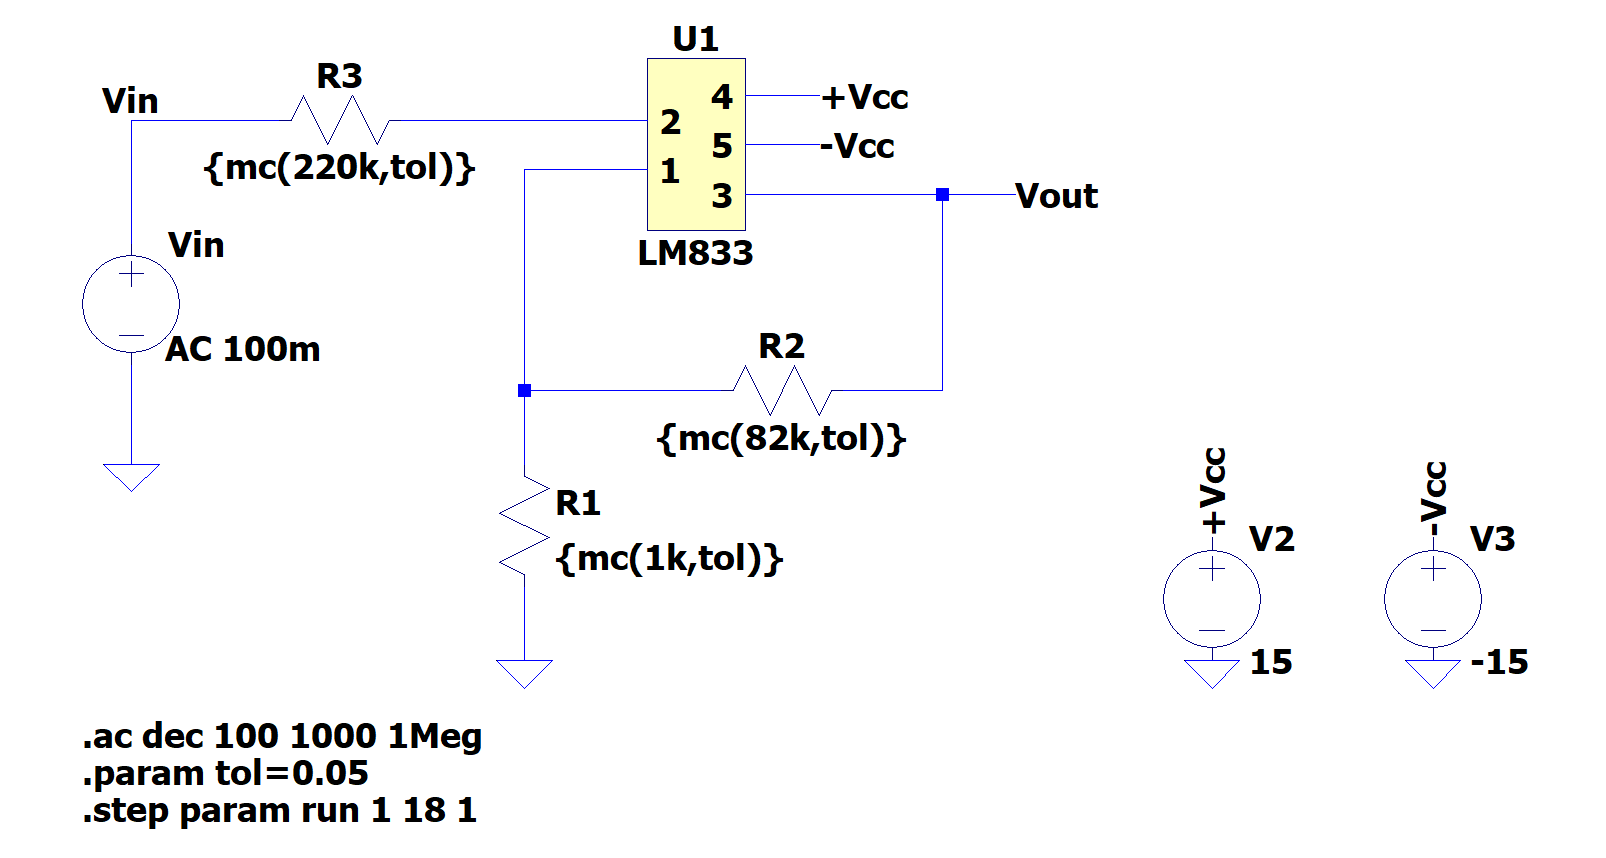 U1
R3
Vin
{mc(220k,tol)}
2
1
4
5
3
+Vcc
-Vcc
Vout
LM833
Vin
AC 100m
R2
{mc(82k,tol)}
R1
{mc(1k,tol)}
+Vcc
V2
15
-Vcc
V3
-15
.ac dec 100 1000 1Meg
.param tol=0.05
.step param run 1 18 1